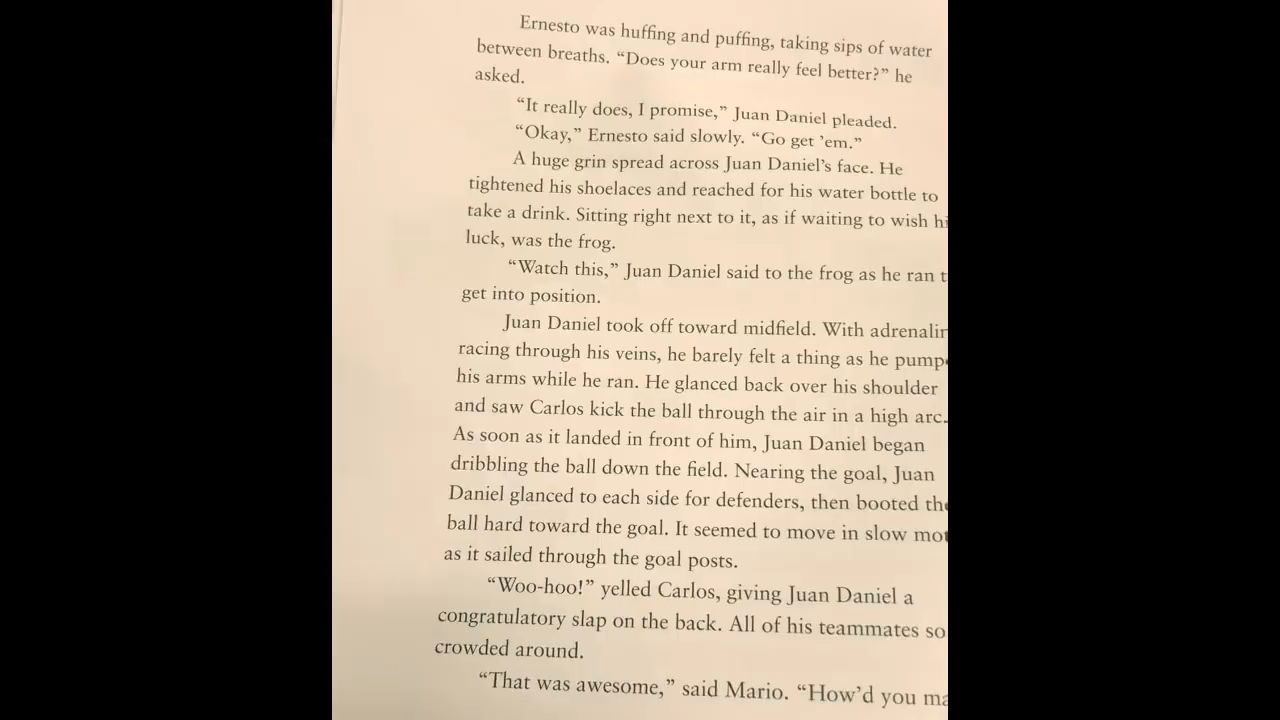 Ernesto was huffing and puffing, taking sips of water
between breaths. “Does your arm really feel better?” he
asked.
“It really does, I promise,” Juan Daniel pleaded.
“Okay,” Ernesto said slowly. “Go get ’em.”
A huge grin spread across Juan Daniel’s face. He
tightened his shoelaces and reached for his water bottle to
take a drink. Sitting right next to it, as if waiting to wish
luck, was the frog.
“Watch this,” Juan Daniel said to the frog as he ran
get into position.
Juan Daniel took off toward midfield. With
racing through his veins, he barely felt a thing as he
his arms while he ran. He glanced back over his shoulder
and saw Carlos kick the ball through the air in a high arc.
As soon as it landed in front of him, Juan Daniel began
dribbling the ball down the field. Nearing the goal, Juan
Daniel glanced to each side for defenders, then booted
ball hard toward the goal. It seemed to move in slow
as it sailed through the goal posts.
“Woo-hoo!” yelled Carlos, giving Juan Daniel a
congratulatory slap on the back. All of his teammates
crowded around.
“That was awesome,” said Mario. “How’d you